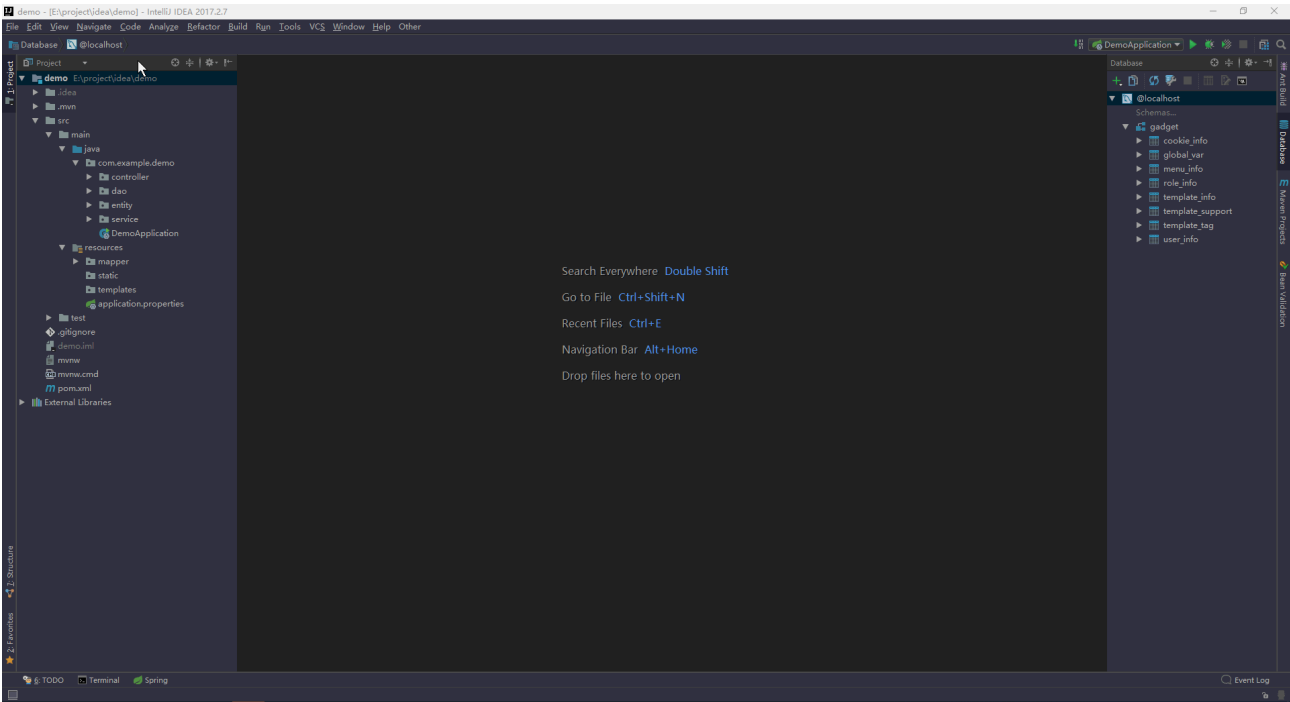 demo - [E:\project\idea\demo] - IntelliJ IDEA 2017.2.7
File Edit View Navigate Code Analyze Refactor Build Run Tools VCS Window Help Other
Database @localhost
DemoApplication
1: Project
Project
demo E:\project\idea\demo
.idea
.mvn
src
main
java
com.example.demo
controller
dao
entity
service
DemoApplication
resources
mapper
static
templates
application.properties
test
.gitignore
demo.iml
mvnw
mvnw.cmd
pom.xml
External Libraries
Search Everywhere Double Shift
Go to File Ctrl+Shift+N
Recent Files Ctrl+E
Navigation Bar Alt+Home
Drop files here to open
Database
@localhost
Schemas...
gadget
cookie_info
global_var
menu_info
role_info
template_info
template_support
template_tag
user_info
Ant Build
Database
Maven Projects
Bean Validation
7: Structure
2: Favorites
6: TODO Terminal Spring
Event Log